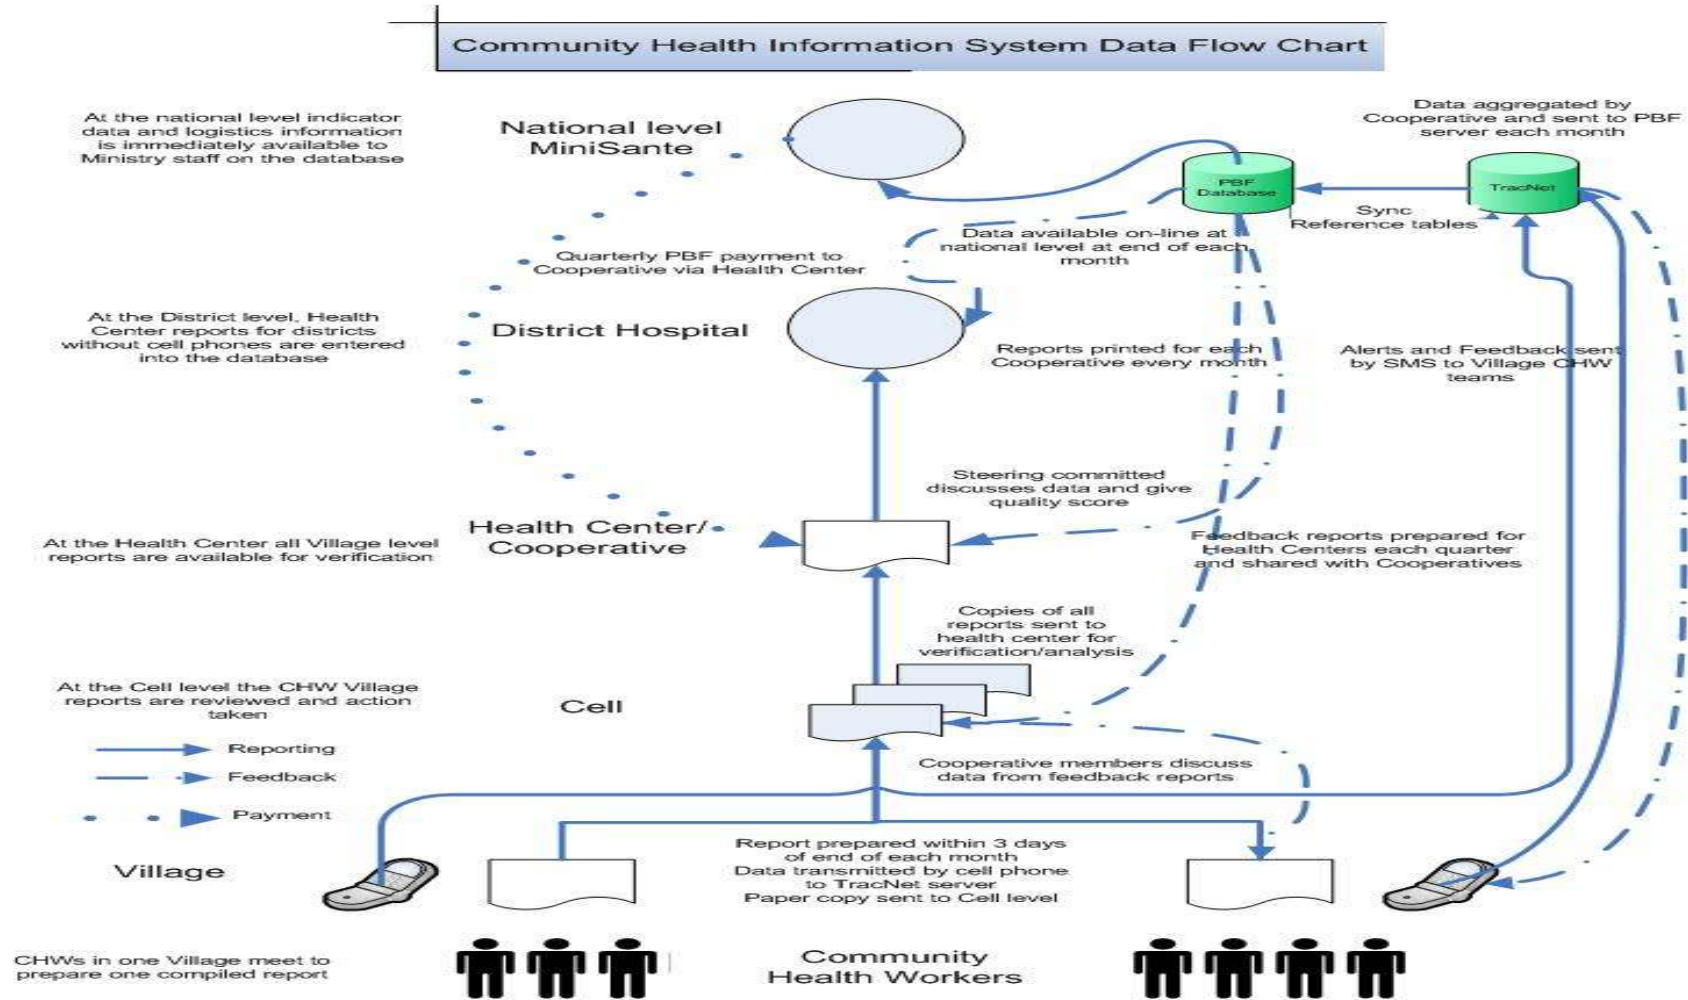 Community Health Information System Data Flow Chart
At the national level indicator
data and logistics information
is immediately available to
Ministry staff on the database
National level
MiniSante
Data aggregated by
Cooperative and sent to PBF
server each month
PBF
Database
TracNet
Sync
Reference tables
Data available on-line at
national level at end of each
month
Quarterly PBF payment to
Cooperative via Health Center
At the District level, Health
Center reports for districts
without cell phones are entered
into the database
District Hospital
Reports printed for each
Cooperative every month
Alerts and Feedback sent
by SMS to Village CHW
teams
Steering committed
discusses data and give
quality score
At the Health Center all Village level
reports are available for verification
Health Center/
Cooperative
Feedback reports prepared for
Health Centers each quarter
and shared with Cooperatives
Copies of all
reports sent to
health center for
verification/analysis
At the Cell level the CHW Village
reports are reviewed and action
taken
Cell
Reporting
Feedback
Payment
Cooperative members discuss
data from feedback reports
Village
Report prepared within 3 days
of end of each month
Data transmitted by cell phone
to TracNet server
Paper copy sent to Cell level
CHWs in one Village meet to
prepare one compiled report
Community
Health Workers